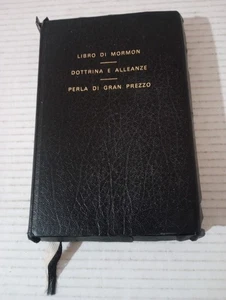 LIBRO DI MORMON
DOTTRINA E ALLEANZE
PERLA DI GRAN PREZZO